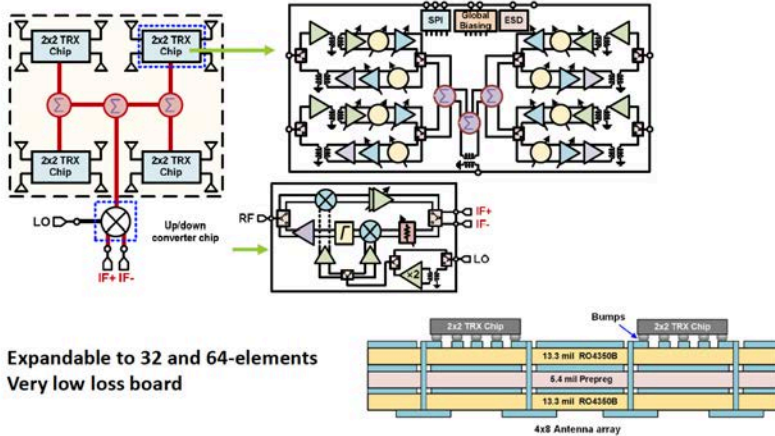 2x2 TRX
Chip
2x2 TRX
Chip
Σ
Σ
Σ
2x2 TRX
Chip
2x2 TRX
Chip
LO
IF+ IF-
Up/down
converter chip
SPI
Global
Biasing
ESD
Σ
Σ
Σ
RF
IF+
IF-
LO
×2
Expandable to 32 and 64-elements
Very low loss board
Bumps
2x2 TRX Chip
2x2 TRX Chip
13.3 mil RO4350B
5.4 mil Prepreg
13.3 mil RO4350B
4x8 Antenna array